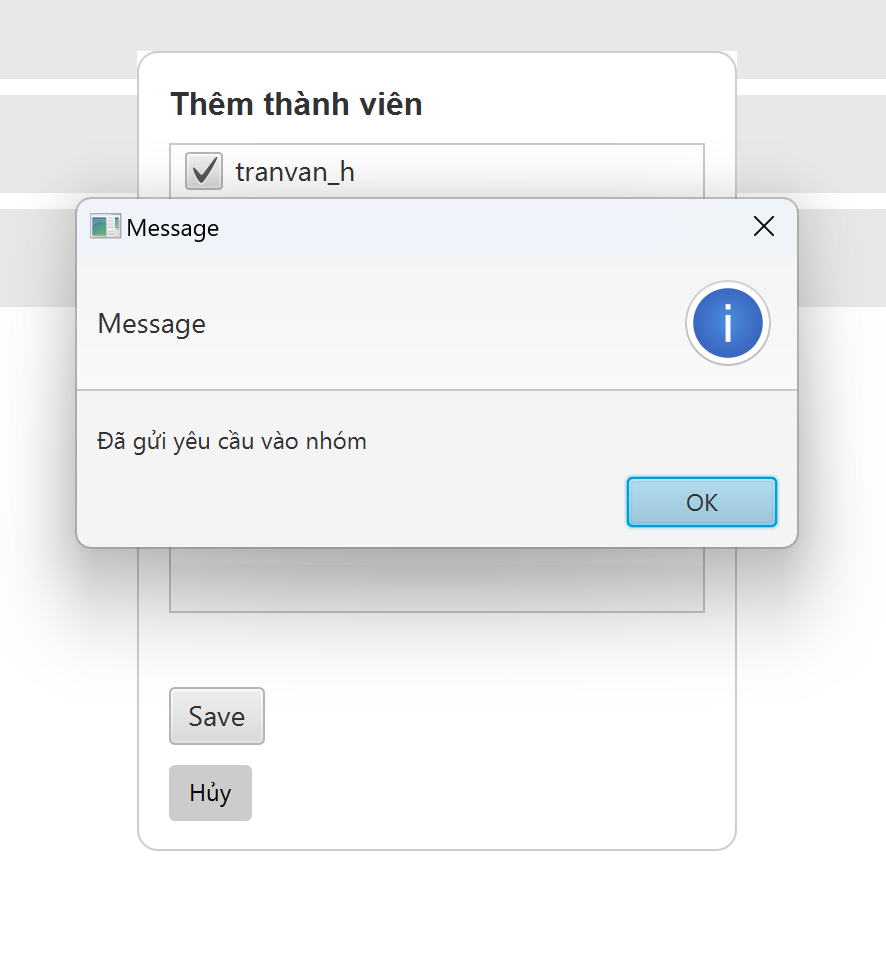 Thêm thành viên
tranvan_h
Message
Message
i
Đã gửi yêu cầu vào nhóm
OK
Save
Hủy